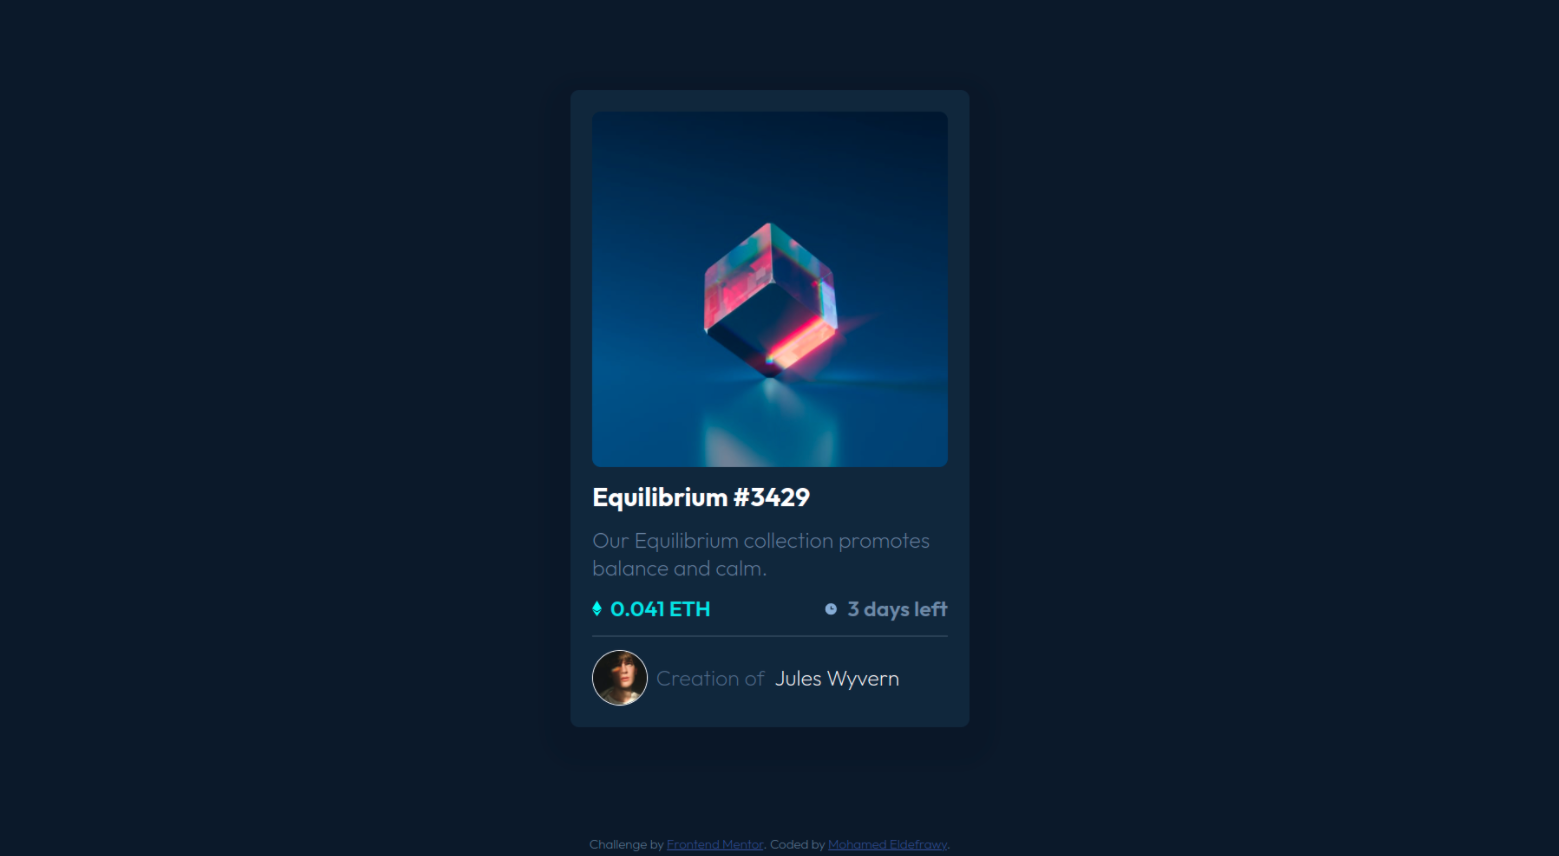 Equilibrium #3429
Our Equilibrium collection promotes
balance and calm.
0.041 ETH 3 days left
Creation of Jules Wyvern
Challenge by Frontend Mentor. Coded by Mohamed Eldefrawy.